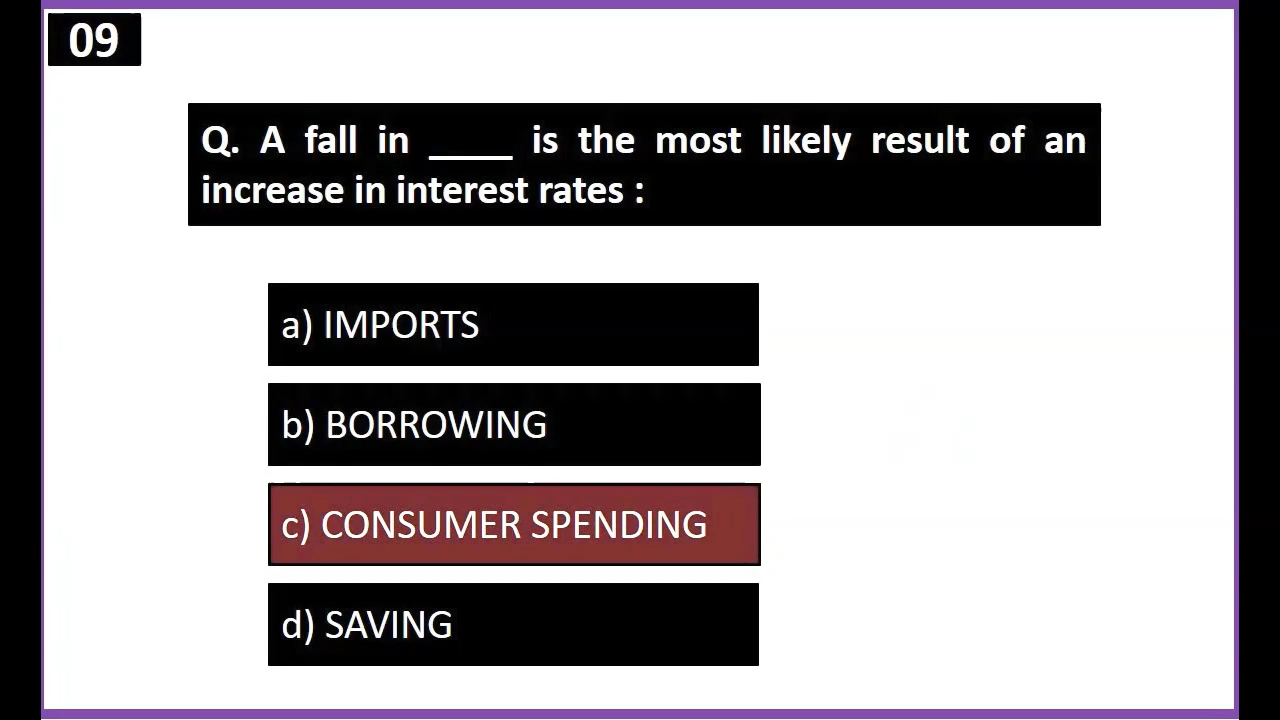 09
Q. A fall in _____ is the most likely result of an
increase in interest rates :
a) IMPORTS
b) BORROWING
c) CONSUMER SPENDING
d) SAVING